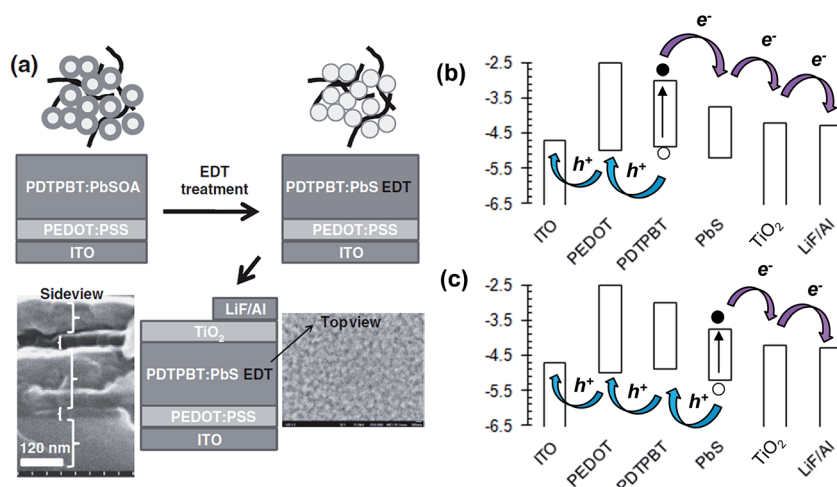 (a)
PDTPBT:PbSOA
PEDOT:PSS
ITO
EDT
treatment
PDTPBT:PbS EDT
PEDOT:PSS
ITO
Sideview
120 nm
LiF/Al
TiO2
PDTPBT:PbS EDT
PEDOT:PSS
ITO
Topview
(b)
-2.5
-3.5
-4.5
-5.5
-6.5
e-
e-
e-
h+
h+
ITO
PEDOT
PDTPBT
PbS
TiO2
LiF/Al
(c)
-2.5
-3.5
-4.5
-5.5
-6.5
e-
e-
h+
h+
h+
ITO
PEDOT
PDTPBT
PbS
TiO2
LiF/Al